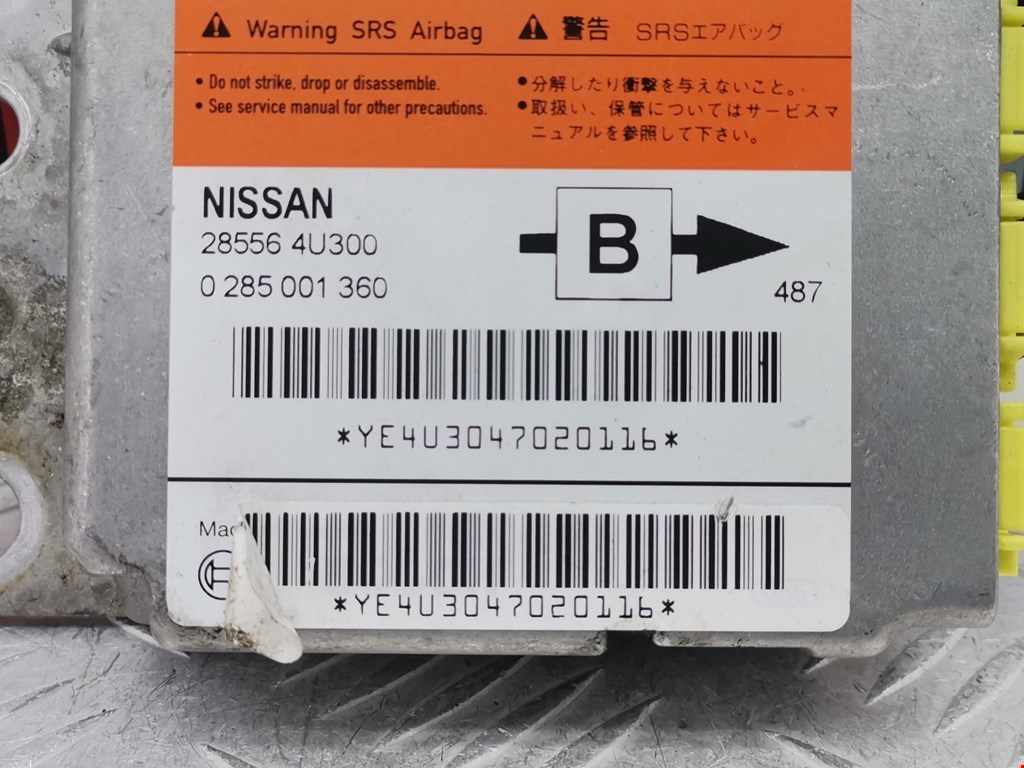 Warning SRS Airbag
警告 SRSエアバッグ
• Do not strike, drop or disassemble.
• See service manual for other precautions.
●分解したり衝撃を与えないこと。
●取扱い、保管についてはサービスマ
ニュアルを参照して下さい。
NISSAN
28556 4U300
0 285 001 360
B
487
*YE4U3047020116*
*YE4U3047020116*